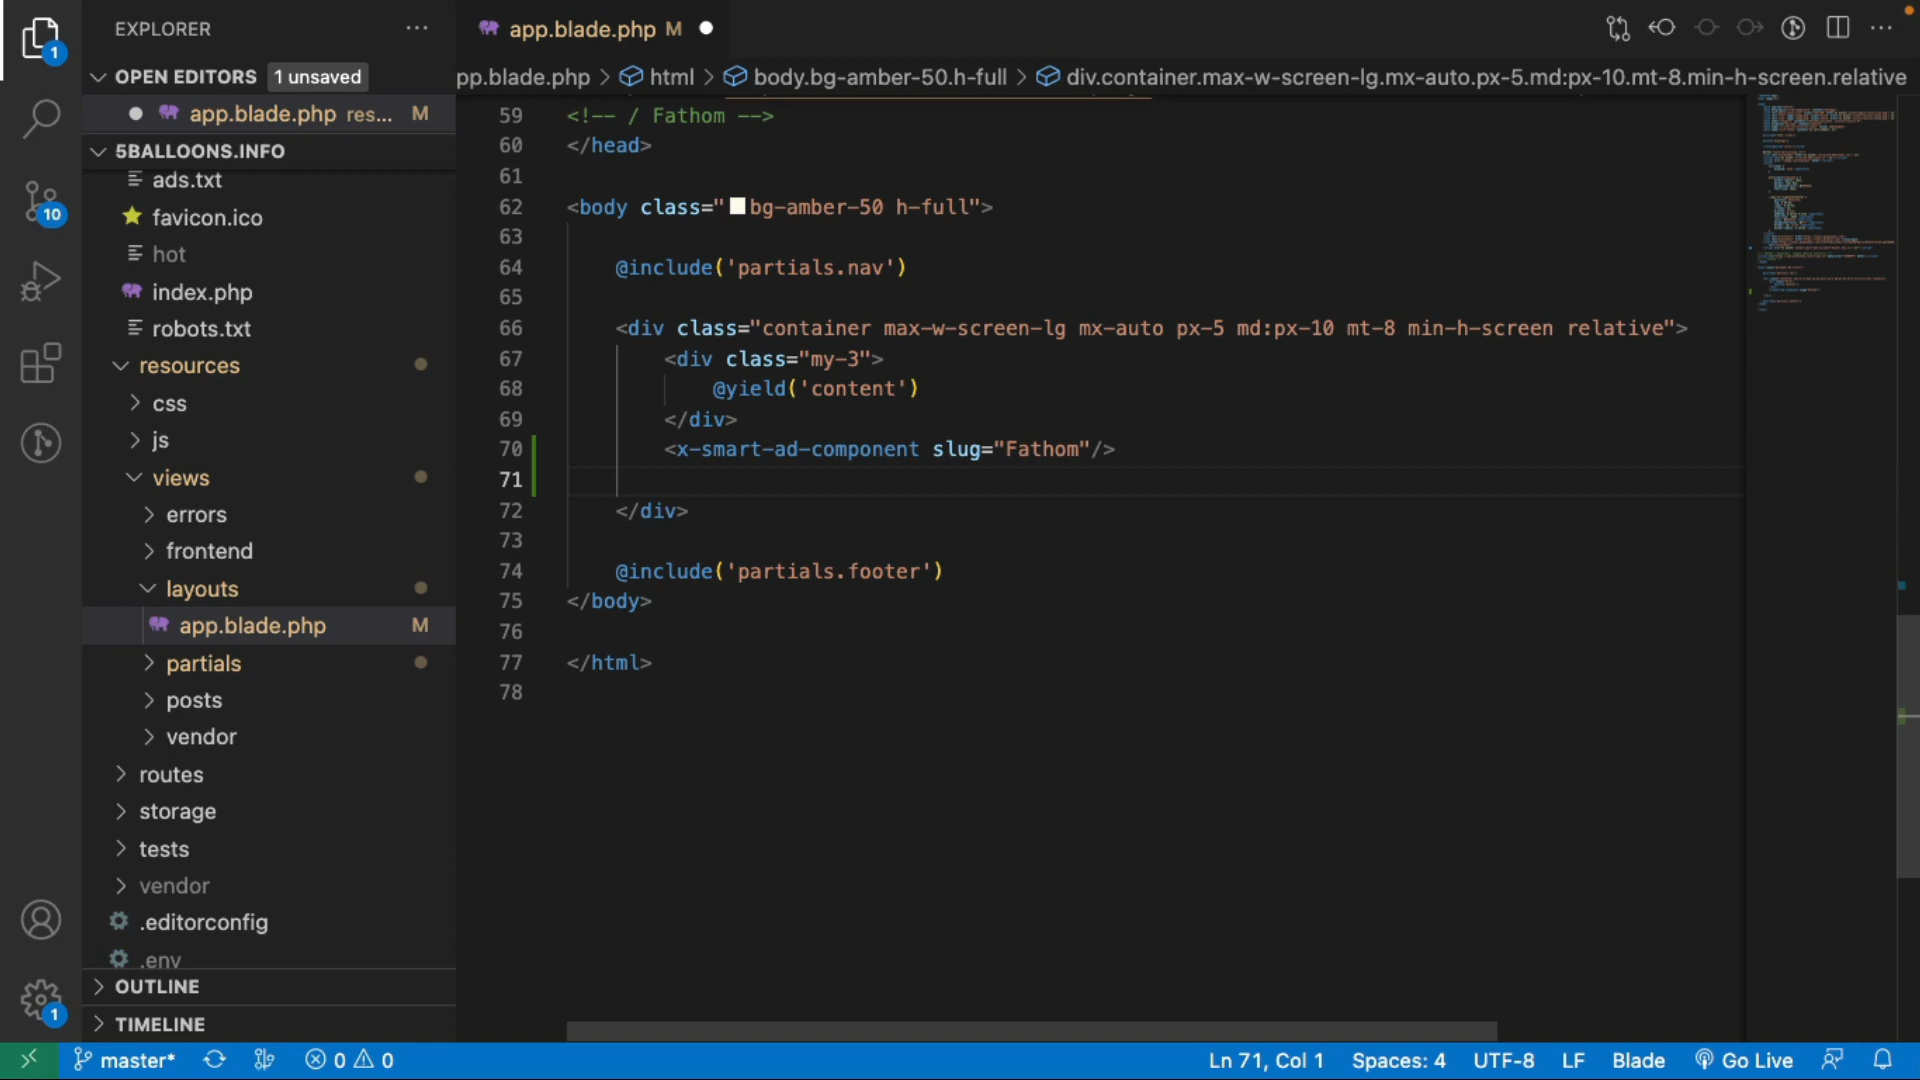 EXPLORER
app.blade.php M
1
OPEN EDITORS 1 unsaved
pp.blade.php > html > body.bg-amber-50.h-full > div.container.max-w-screen-lg.mx-auto.px-5.md:px-10.mt-8.min-h-screen.relative
app.blade.php res... M
5BALLOONS.INFO
ads.txt
favicon.ico
10
hot
index.php
robots.txt
resources
css
js
views
errors
frontend
layouts
app.blade.php M
partials
posts
vendor
routes
storage
tests
vendor
.editorconfig
.env
OUTLINE
1
TIMELINE
59 <!-- / Fathom -->
60 </head>
61
62 <body class="bg-amber-50 h-full">
63
64 @include('partials.nav')
65
66 <div class="container max-w-screen-lg mx-auto px-5 md:px-10 mt-8 min-h-screen relative">
67 <div class="my-3">
68 @yield('content')
69 </div>
70 <x-smart-ad-component slug="Fathom"/>
71
72 </div>
73
74 @include('partials.footer')
75 </body>
76
77 </html>
78
master* 0 0 Ln 71, Col 1 Spaces: 4 UTF-8 LF Blade Go Live